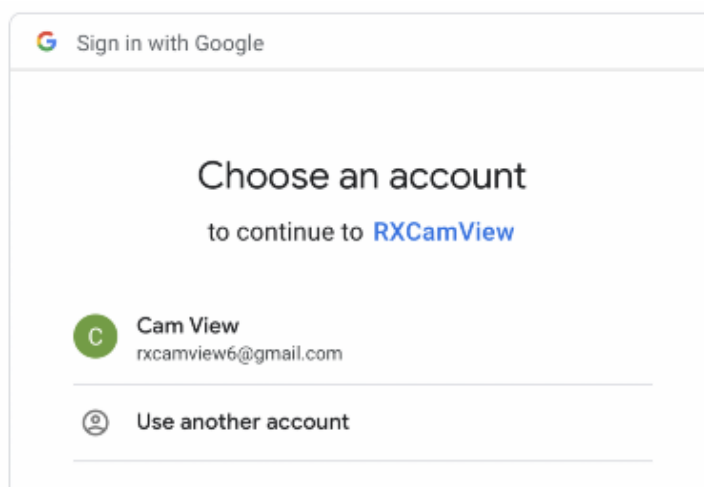 Sign in with Google
Choose an account
to continue to RXCamView
C
Cam View
rxcamview6@gmail.com
Use another account